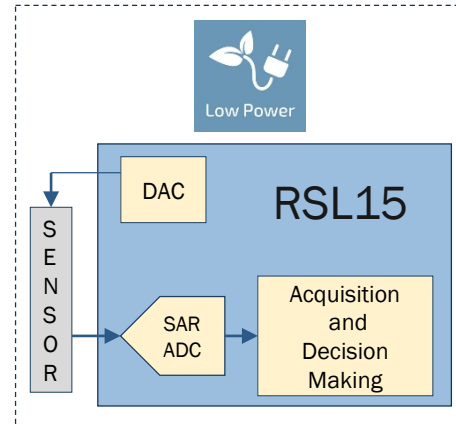 Low Power
DAC
RSL15
S
E
N
S
O
R
SAR
ADC
Acquisition
and
Decision
Making